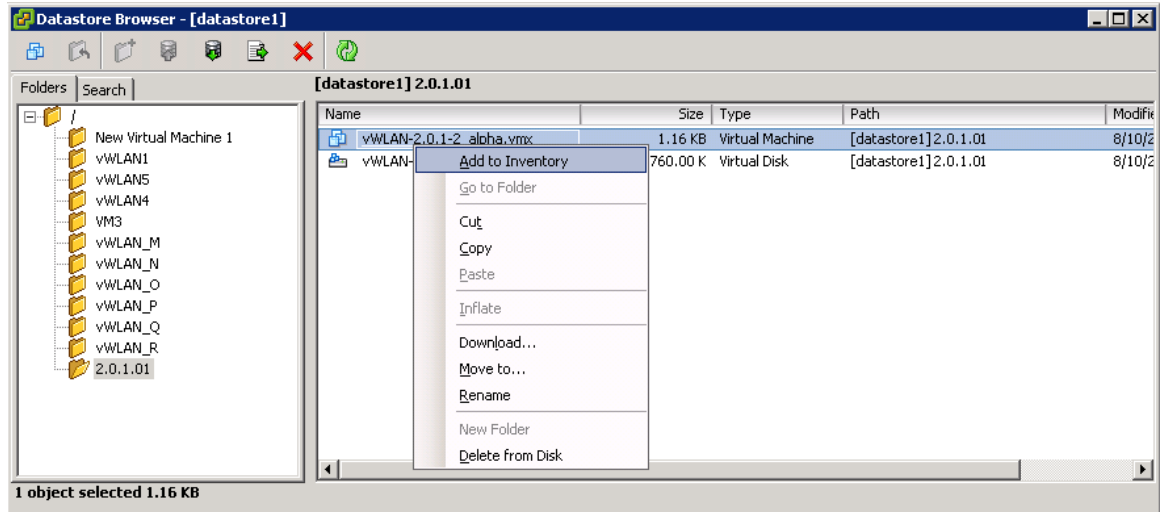 Datastore Browser - [datastore1]
Folders Search
[datastore1] 2.0.1.01
/
New Virtual Machine 1
vWLAN1
vWLAN5
vWLAN4
VM3
vWLAN_M
vWLAN_N
vWLAN_O
vWLAN_P
vWLAN_Q
vWLAN_R
2.0.1.01
Name Size Type Path Modifie
vWLAN-2.0.1-2_alpha.vmx 1.16 KB Virtual Machine [datastore1] 2.0.1.01 8/10/2
vWLAN- 760.00 K Virtual Disk [datastore1] 2.0.1.01 8/10/2
Add to Inventory
Go to Folder
Cut
Copy
Paste
Inflate
Download...
Move to...
Rename
New Folder
Delete from Disk
1 object selected 1.16 KB